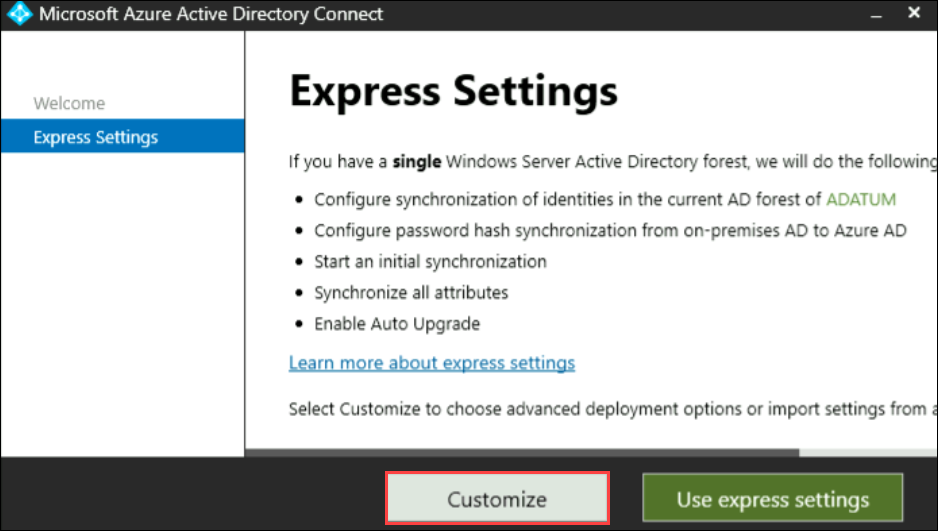 Microsoft Azure Active Directory Connect
Welcome
Express Settings
Express Settings
If you have a single Windows Server Active Directory forest, we will do the following
Configure synchronization of identities in the current AD forest of ADATUM
Configure password hash synchronization from on-premises AD to Azure AD
Start an initial synchronization
Synchronize all attributes
Enable Auto Upgrade
Learn more about express settings
Select Customize to choose advanced deployment options or import settings from a
Customize
Use express settings